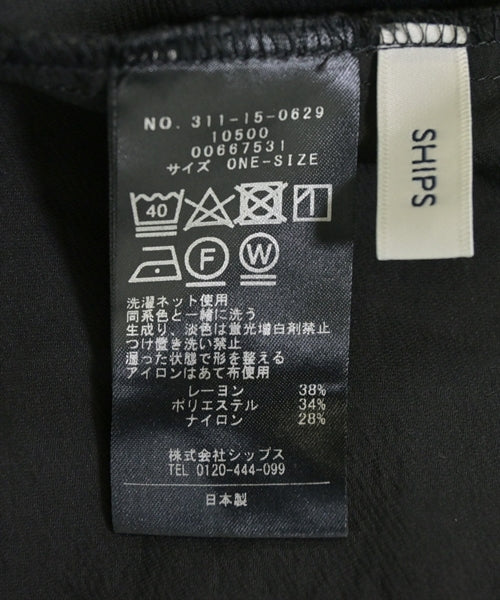 NO. 311-15-0629
10500
00667531
サイズ ONE-SIZE
40
F W
洗濯ネット使用
同系色と一緒に洗う
生成り、淡色は蛍光増白剤禁止
つけ置き洗い禁止
湿った状態で形を整える
アイロンはあて布使用
レーヨン 38%
ポリエステル 34%
ナイロン 28%
株式会社シップス
TEL 0120-444-099
日本製
SHIPS